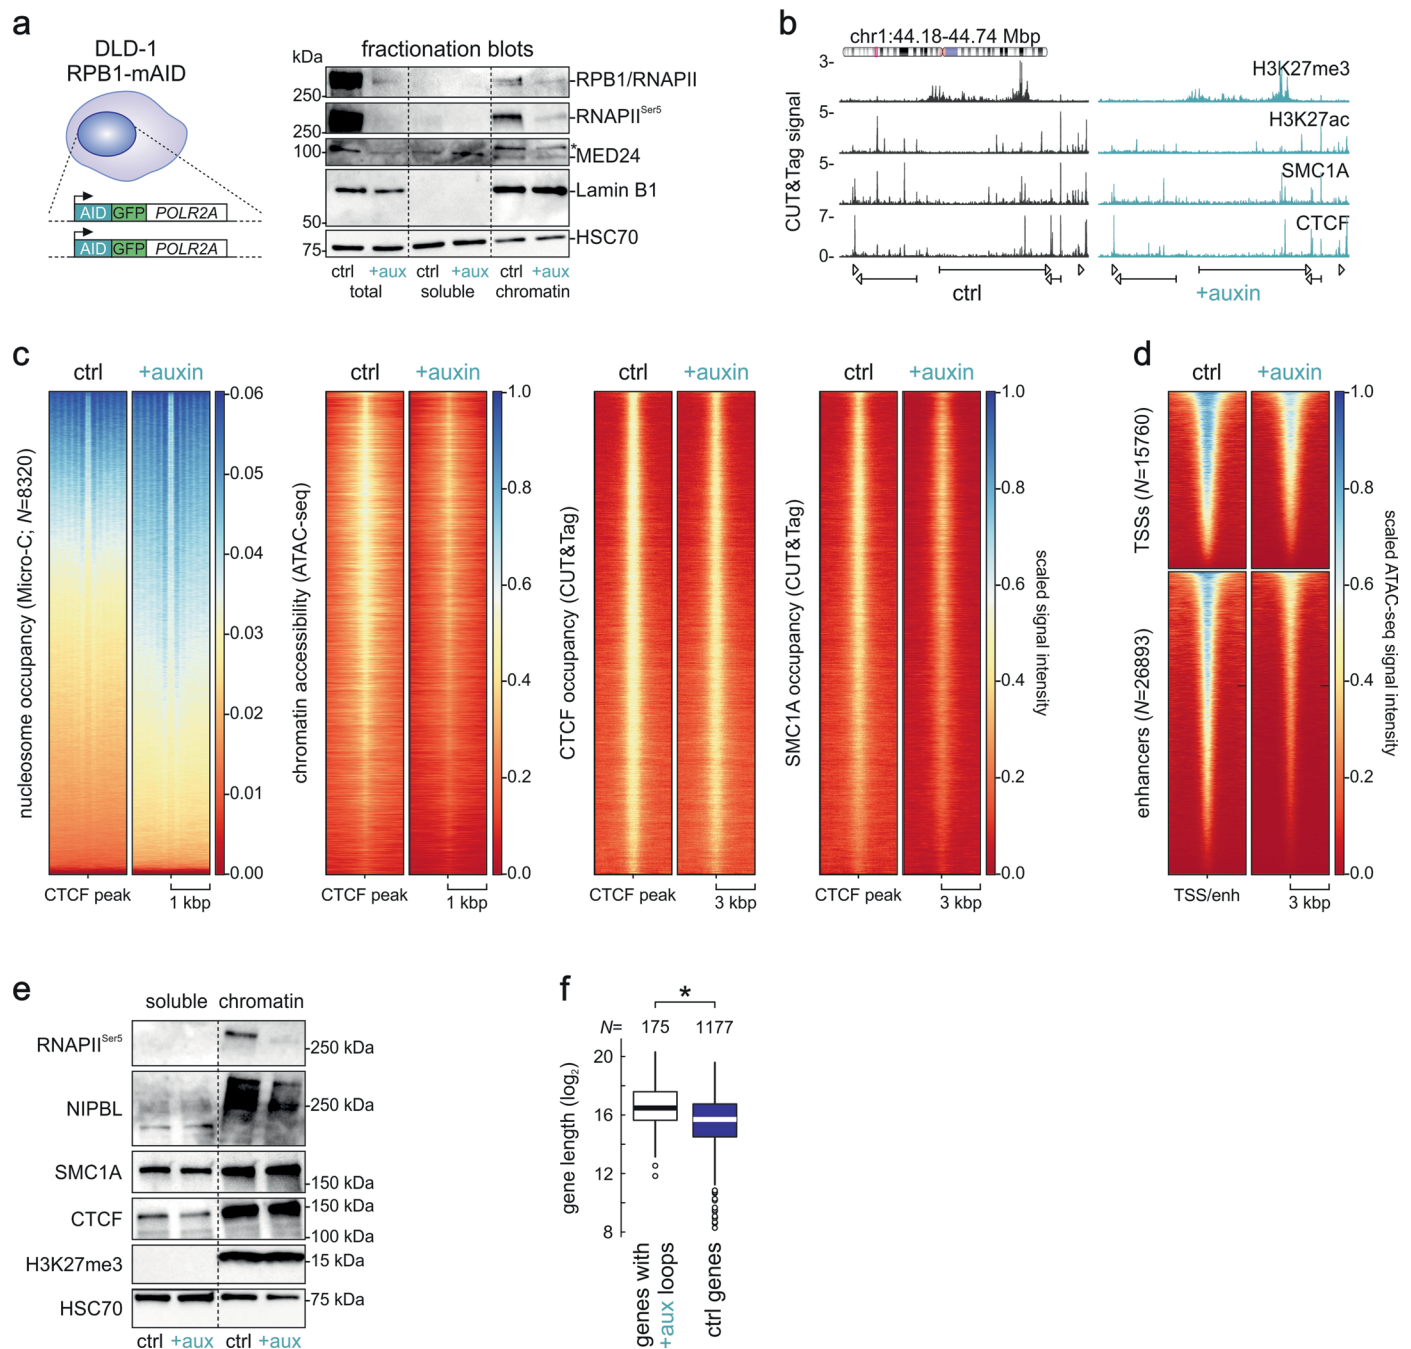 a
DLD-1
RPB1-mAID
AID GFP POLR2A
AID GFP POLR2A
fractionation blots
kDa
250
250
100
50
75
RPB1/RNAPII
RNAPIISer5
*
MED24
Lamin B1
HSC70
ctrl +aux ctrl +aux ctrl +aux
total soluble chromatin
b
chr1:44.18-44.74 Mbp
CUT&Tag signal
3-
5-
5-
7-
0-
H3K27me3
H3K27ac
SMC1A
CTCF
ctrl
+auxin
c
ctrl +auxin
nucleosome occupancy (Micro-C; N=8320)
0.06
0.05
0.04
0.03
0.02
0.01
0.00
CTCF peak
1 kbp
ctrl +auxin
chromatin accessibility (ATAC-seq)
1.0
0.8
0.6
0.4
0.2
0.0
CTCF peak
1 kbp
ctrl +auxin
CTCF occupancy (CUT&Tag)
CTCF peak
3 kbp
ctrl +auxin
SMC1A occupancy (CUT&Tag)
1.0
0.8
0.6
0.4
0.2
0.0
scaled signal intensity
CTCF peak
3 kbp
d
ctrl +auxin
TSSs (N=15760)
enhancers (N=26893)
1.0
0.8
0.6
0.4
0.2
0.0
scaled ATAC-seq signal intensity
TSS/enh
3 kbp
e
soluble chromatin
RNAPIISer5
250 kDa
NIPBL
250 kDa
SMC1A
150 kDa
CTCF
150 kDa
100 kDa
H3K27me3
15 kDa
HSC70
75 kDa
ctrl +aux ctrl +aux
f
*
N= 175 1177
gene length (log2)
20
16
12
8
genes with
+aux loops
ctrl genes